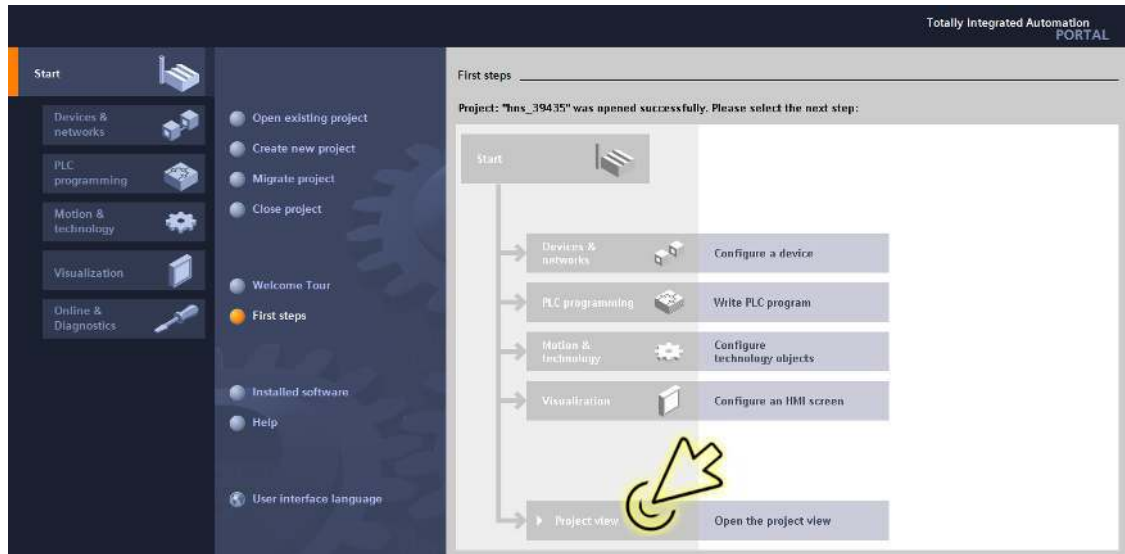 Totally Integrated Automation
PORTAL
Start
Devices &
networks
PLC
programming
Motion &
technology
Visualization
Online &
Diagnostics
Open existing project
Create new project
Migrate project
Close project
Welcome Tour
First steps
Installed software
Help
User interface language
First steps
Project: "hns_39435" was opened successfully. Please select the next step:
Start
Devices &
networks
Configure a device
PLC programming
Write PLC program
Motion &
technology
Configure
technology objects
Visualization
Configure an HMI screen
Project view
Open the project view